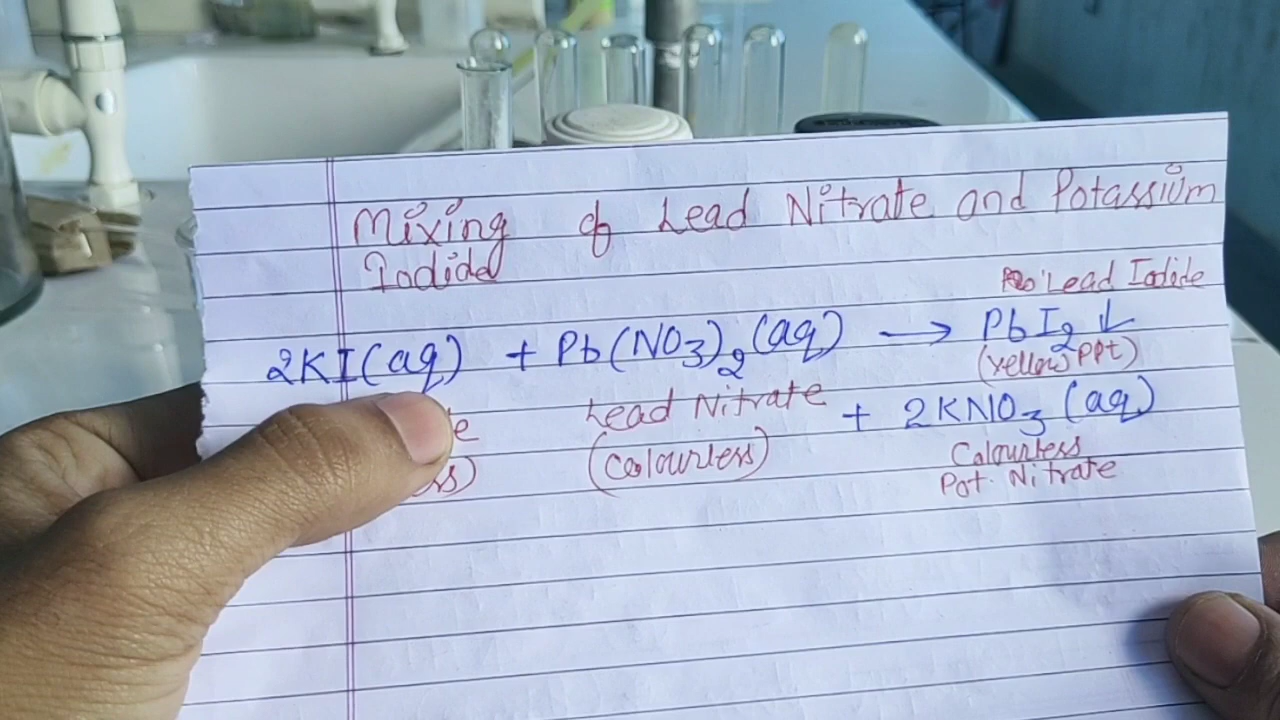 Mixing of Lead Nitrate and Potassium
Iodide
Lead Iodide
2KI(aq) + Pb(NO3)2(aq) → PbI2↓
(Yellow PPt)
Lead Nitrate + 2KNO3 (aq)
(Colourless) Colourless
Pot. Nitrate